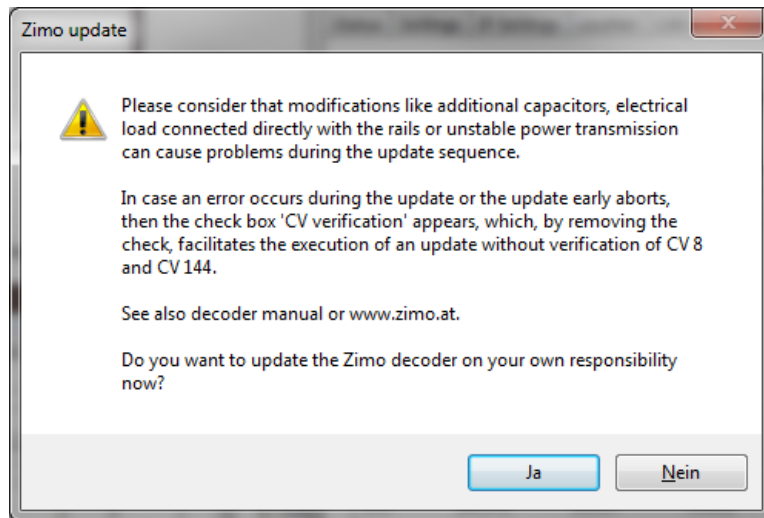 Zimo update
Please consider that modifications like additional capacitors, electrical
load connected directly with the rails or unstable power transmission
can cause problems during the update sequence.
In case an error occurs during the update or the update early aborts,
then the check box 'CV verification' appears, which, by removing the
check, facilitates the execution of an update without verification of CV 8
and CV 144.
See also decoder manual or www.zimo.at.
Do you want to update the Zimo decoder on your own responsibility
now?
Ja
Nein